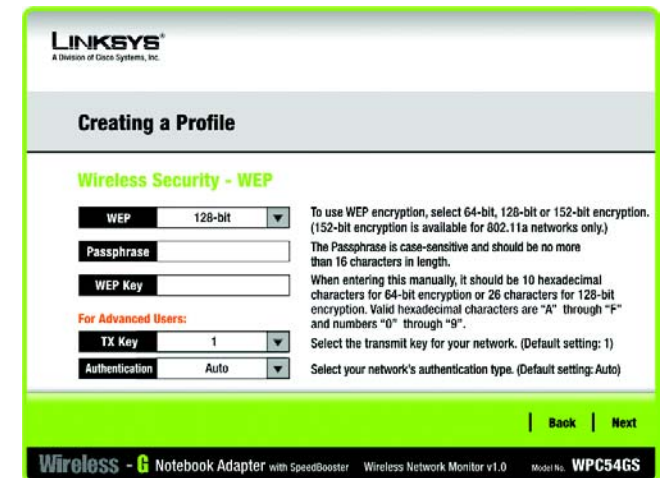 LINKSYS®
A Division of Cisco Systems, Inc.
Creating a Profile
Wireless Security - WEP
WEP 128-bit
To use WEP encryption, select 64-bit, 128-bit or 152-bit encryption.
(152-bit encryption is available for 802.11a networks only.)
Passphrase
The Passphrase is case-sensitive and should be no more
than 16 characters in length.
WEP Key
When entering this manually, it should be 10 hexadecimal
characters for 64-bit encryption or 26 characters for 128-bit
encryption. Valid hexadecimal characters are "A" through "F"
and numbers "0" through "9".
For Advanced Users:
TX Key 1
Select the transmit key for your network. (Default setting: 1)
Authentication Auto
Select your network's authentication type. (Default setting: Auto)
Back Next
Wireless - G Notebook Adapter with SpeedBooster Wireless Network Monitor v1.0 Model No. WPC54GS